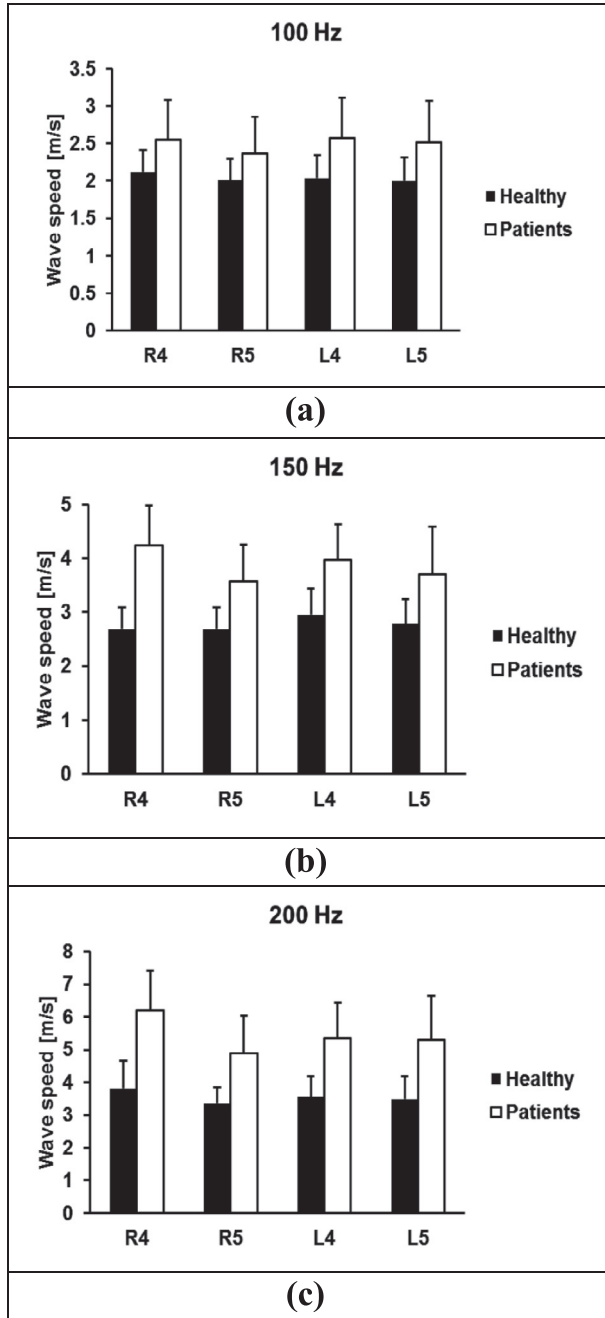 100 Hz
Wave speed [m/s]
3.5
3
2.5
2
1.5
1
0.5
0
R4 R5 L4 L5
Healthy
Patients
(a)
150 Hz
Wave speed [m/s]
5
4
3
2
1
0
R4 R5 L4 L5
Healthy
Patients
(b)
200 Hz
Wave speed [m/s]
8
7
6
5
4
3
2
1
0
R4 R5 L4 L5
Healthy
Patients
(c)